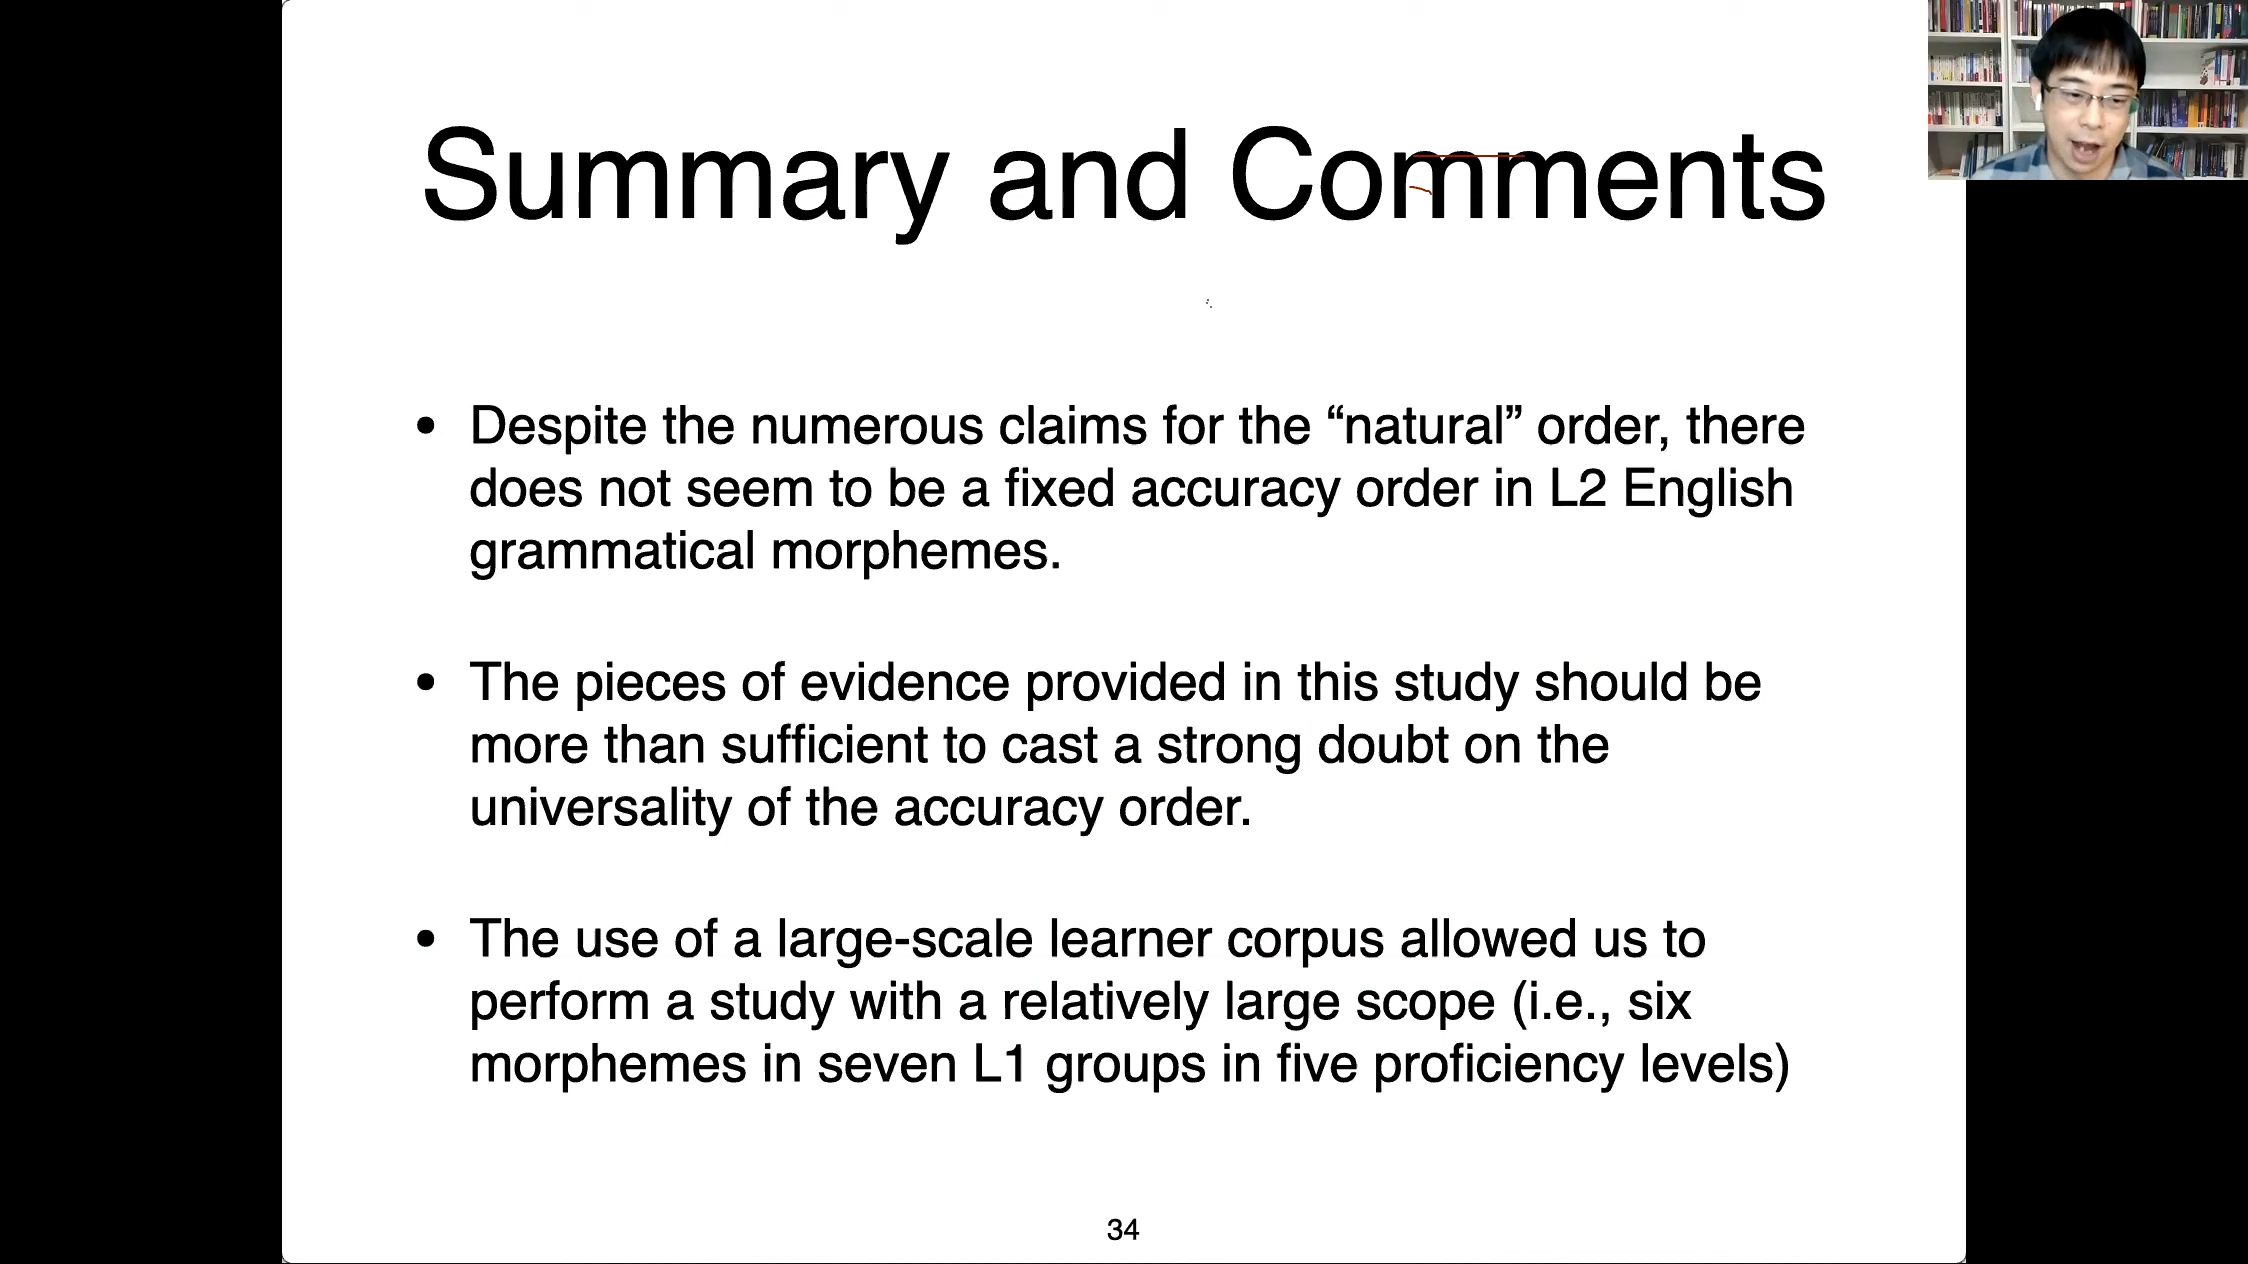 Summary and Comments
• Despite the numerous claims for the “natural” order, there
does not seem to be a fixed accuracy order in L2 English
grammatical morphemes.
• The pieces of evidence provided in this study should be
more than sufficient to cast a strong doubt on the
universality of the accuracy order.
• The use of a large-scale learner corpus allowed us to
perform a study with a relatively large scope (i.e., six
morphemes in seven L1 groups in five proficiency levels)
34